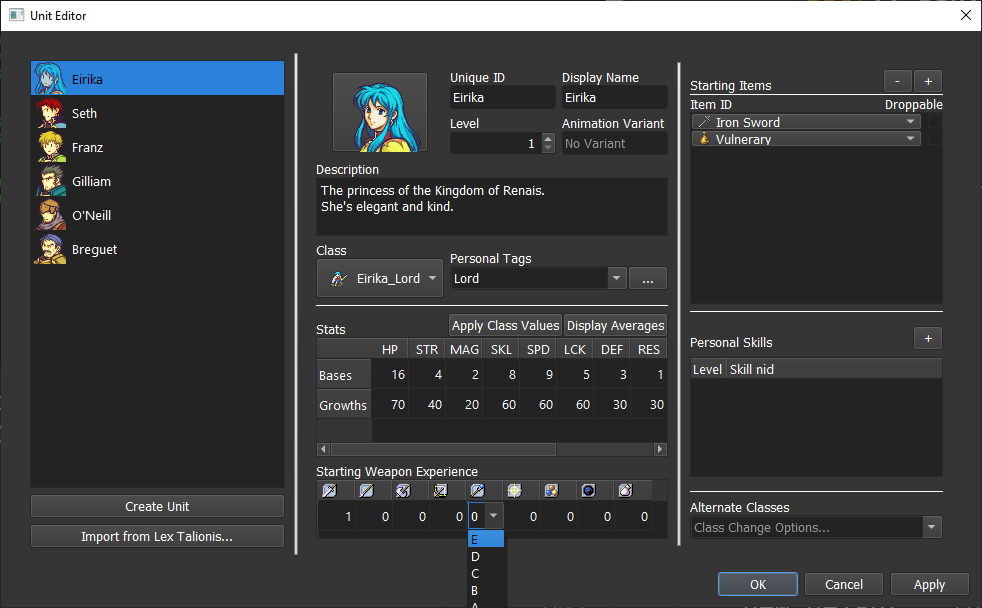 Unit Editor
Eirika
Seth
Franz
Gilliam
O'Neill
Breguet
Create Unit
Import from Lex Talionis...
Unique ID Display Name
Eirika Eirika
Level Animation Variant
1 No Variant
Description
The princess of the Kingdom of Renais.
She's elegant and kind.
Class Personal Tags
Eirika_Lord Lord ...
Stats Apply Class Values Display Averages
HP STR MAG SKL SPD LCK DEF RES
Bases 16 4 2 8 9 5 3 1
Growths 70 40 20 60 60 60 30 30
Starting Weapon Experience
1 0 0 0 0 0 0 0 0
E
D
C
B
A
Starting Items - +
Item ID Droppable
Iron Sword
Vulnerary
Personal Skills +
Level Skill nid
Alternate Classes
Class Change Options...
OK Cancel Apply